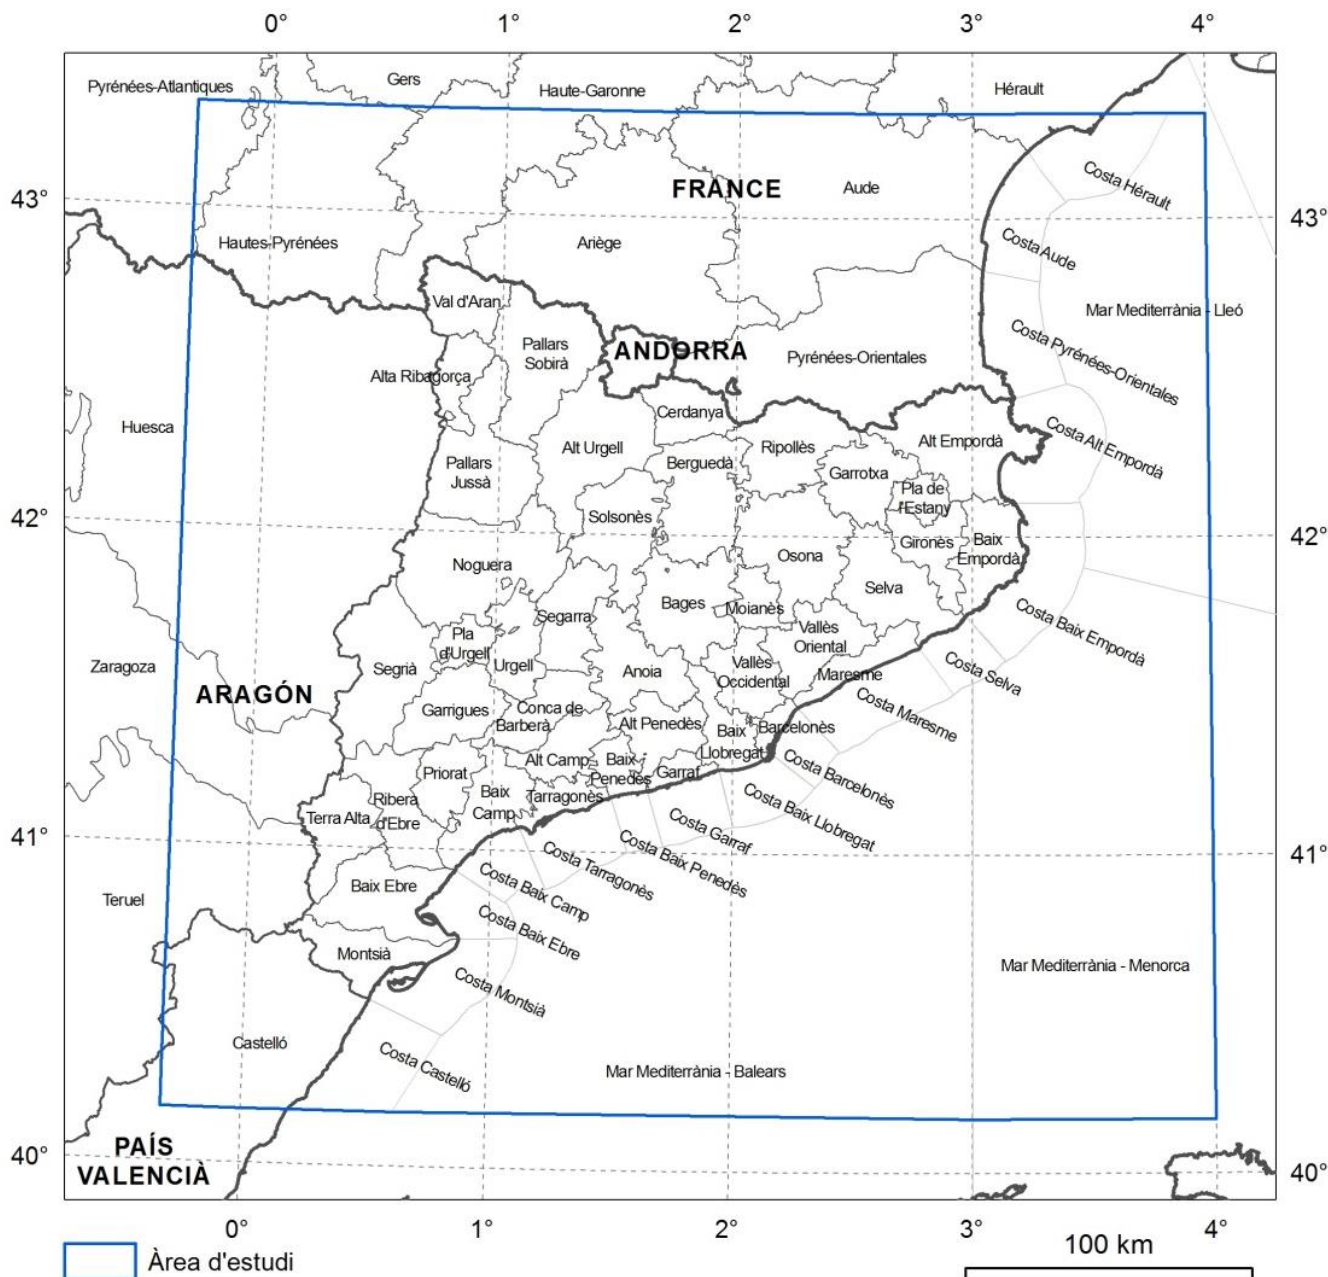 0°
1°
2°
3°
4°
Pyrénées-Atlantiques
Gers
Haute-Garonne
Hérault
FRANCE
Aude
Costa Hérault
43°
43°
Hautes-Pyrénées
Ariège
Costa Aude
Val d'Aran
Mar Mediterrània - Lleó
Pallars
Sobirà
ANDORRA
Pyrénées-Orientales
Costa Pyrénées-Orientales
Alta Ribagorça
Cerdanya
Huesca
Alt Urgell
Ripollès
Alt Empordà
Costa Alt Empordà
Pallars
Jussà
Berguedà
Garrotxa
Pla de
l'Estany
42°
Solsonès
42°
Gironès
Baix
Empordà
Osona
Noguera
Selva
Bages
Moianès
Segarra
Costa Baix Empordà
Vallès
Oriental
Pla
d'Urgell
Zaragoza
Segrià
Urgell
Anoia
Vallès
Occidental
Maresme
Costa Selva
ARAGÓN
Garrigues
Conca de
Barberà
Alt Penedès
Baix
Llobregat
Barcelonès
Costa Maresme
Alt Camp
Baix
Penedès
Garraf
Costa Barcelonès
Priorat
Baix
Camp
Tarragonès
Ribera
d'Ebre
Terra Alta
Costa Baix Llobregat
Costa Garraf
41°
41°
Costa Baix Penedès
Costa Tarragonès
Baix Ebre
Teruel
Costa Baix Camp
Costa Baix Ebre
Montsià
Mar Mediterrània - Menorca
Costa Montsià
Castelló
Costa Castelló
Mar Mediterrània - Balears
PAÍS
VALENCIÀ
40°
40°
0°
1°
2°
3°
4°
Àrea d'estudi
100 km